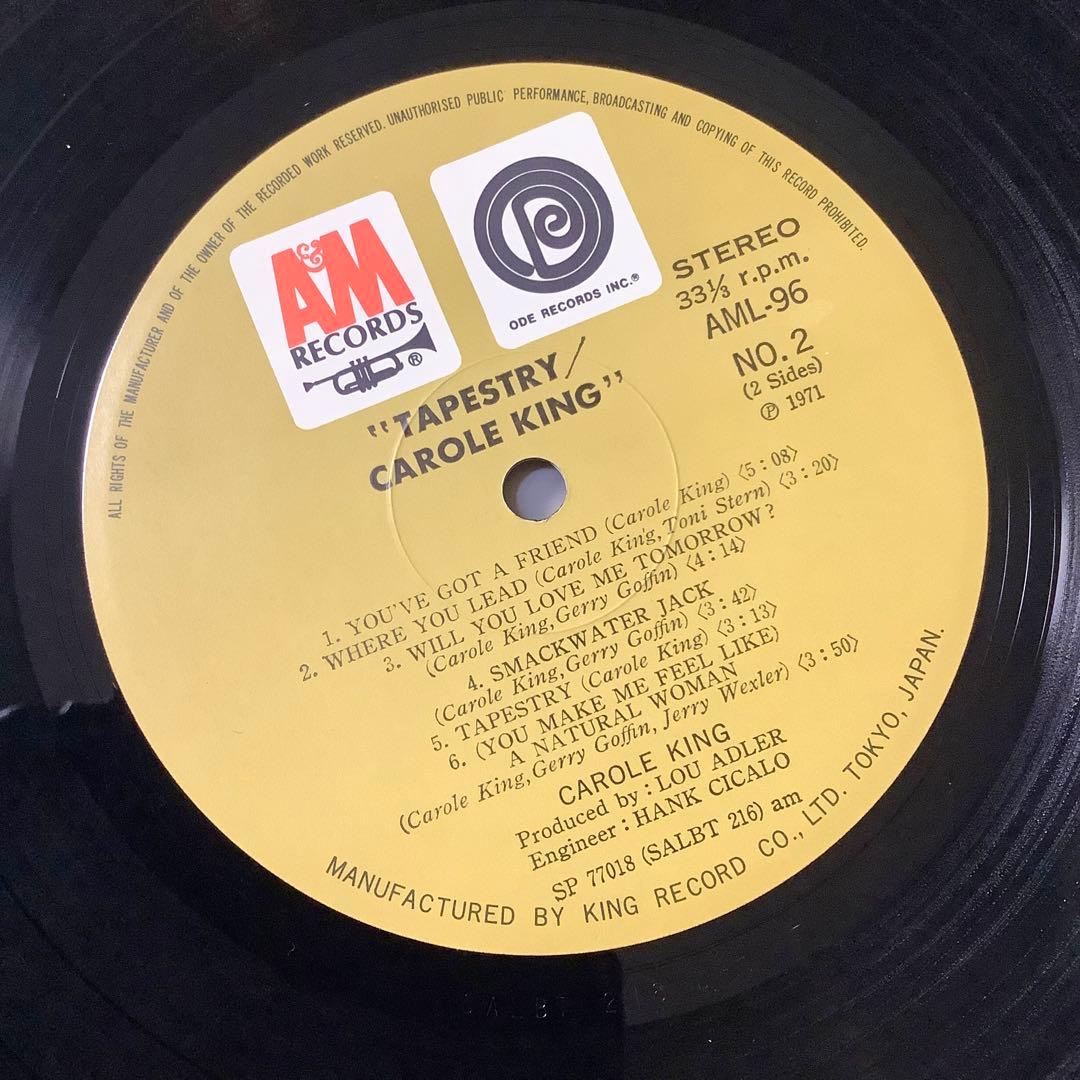 ALL RIGHTS OF THE MANUFACTURER AND OF THE OWNER OF THE RECORDED WORK RESERVED. UNAUTHORISED PUBLIC PERFORMANCE, BROADCASTING AND COPYING OF THIS RECORD PROHIBITED.
A&M
RECORDS
®
ODE RECORDS INC.®
STEREO
33⅓ r.p.m.
AML-96
NO. 2
(2 Sides)
℗ 1971
"TAPESTRY/
CAROLE KING"
1. YOU'VE GOT A FRIEND (Carole King) ⟨5:08⟩
2. WHERE YOU LEAD (Carole King, Toni Stern) ⟨3:20⟩
3. WILL YOU LOVE ME TOMORROW?
(Carole King, Gerry Goffin) ⟨4:14⟩
4. SMACKWATER JACK
(Carole King, Gerry Goffin) ⟨3:42⟩
5. TAPESTRY (Carole King) ⟨3:13⟩
6. (YOU MAKE ME FEEL LIKE)
A NATURAL WOMAN
(Carole King, Gerry Goffin, Jerry Wexler) ⟨3:50⟩
CAROLE KING
Produced by : LOU ADLER
Engineer : HANK CICALO
SP 77018 (SALBT 216) am
MANUFACTURED BY KING RECORD CO., LTD. TOKYO, JAPAN.